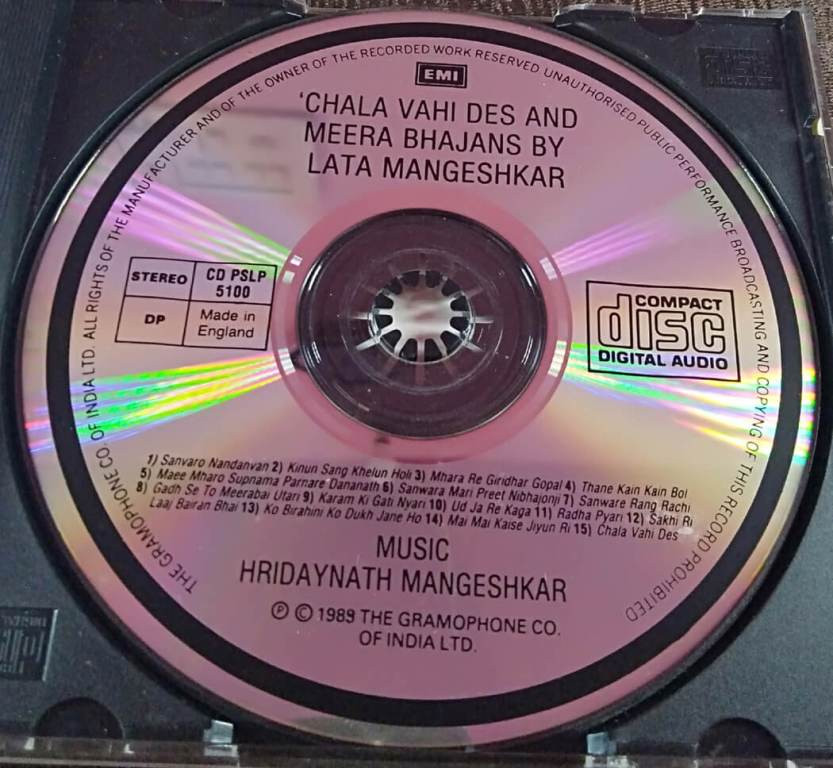 THE GRAMOPHONE CO. OF INDIA LTD. ALL RIGHTS OF THE MANUFACTURER AND OF THE OWNER OF THE RECORDED WORK RESERVED UNAUTHORISED PUBLIC PERFORMANCE BROADCASTING AND COPYING OF THIS RECORD PROHIBITED
EMI
'CHALA VAHI DES AND
MEERA BHAJANS BY
LATA MANGESHKAR
STEREO
CD PSLP
5100
DP
Made in
England
COMPACT
disc
DIGITAL AUDIO
1) Sanvaro Nandanvan 2) Kinun Sang Khelun Holi 3) Mhara Re Giridhar Gopal 4) Thane Kain Kain Bol
5) Maee Mharo Supnama Parnare Dananath 6) Sanwara Mari Preet Nibhajonji 7) Sanware Rang Rachi
8) Gadh Se To Meerabai Utari 9) Karam Ki Gati Nyari 10) Ud Ja Re Kaga 11) Radha Pyari 12) Sakhi Ri
Laaj Bairan Bhai 13) Ko Birahini Ko Dukh Jane Ho 14) Mai Mai Kaise Jiyun Ri 15) Chala Vahi Des
MUSIC
HRIDAYNATH MANGESHKAR
Ⓟ © 1989 THE GRAMOPHONE CO.
OF INDIA LTD.